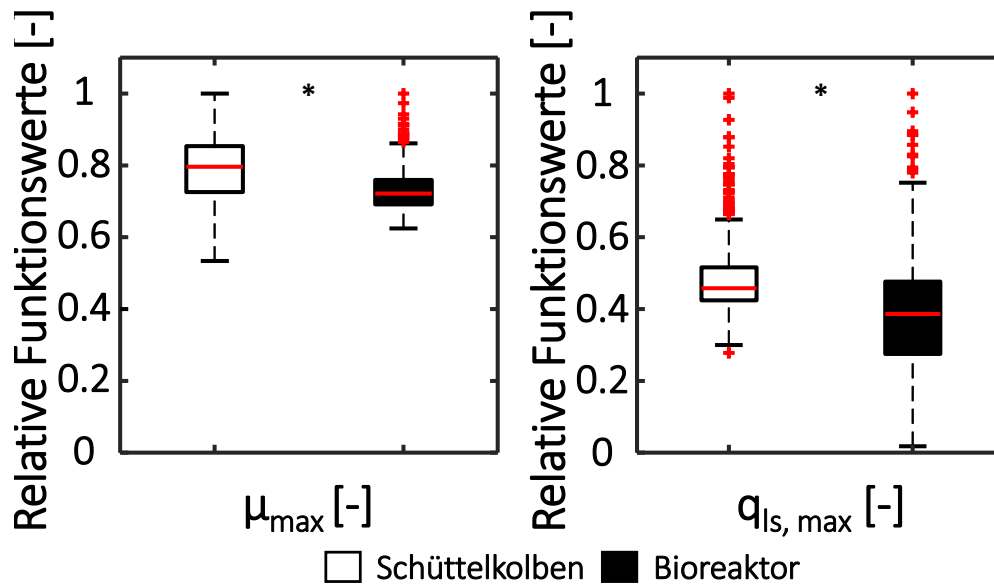 Relative Funktionswerte [-]
1
0.8
0.6
0.4
0.2
0
*
μmax [-]
Relative Funktionswerte [-]
1
0.8
0.6
0.4
0.2
0
*
qls, max [-]
Schüttelkolben Bioreaktor